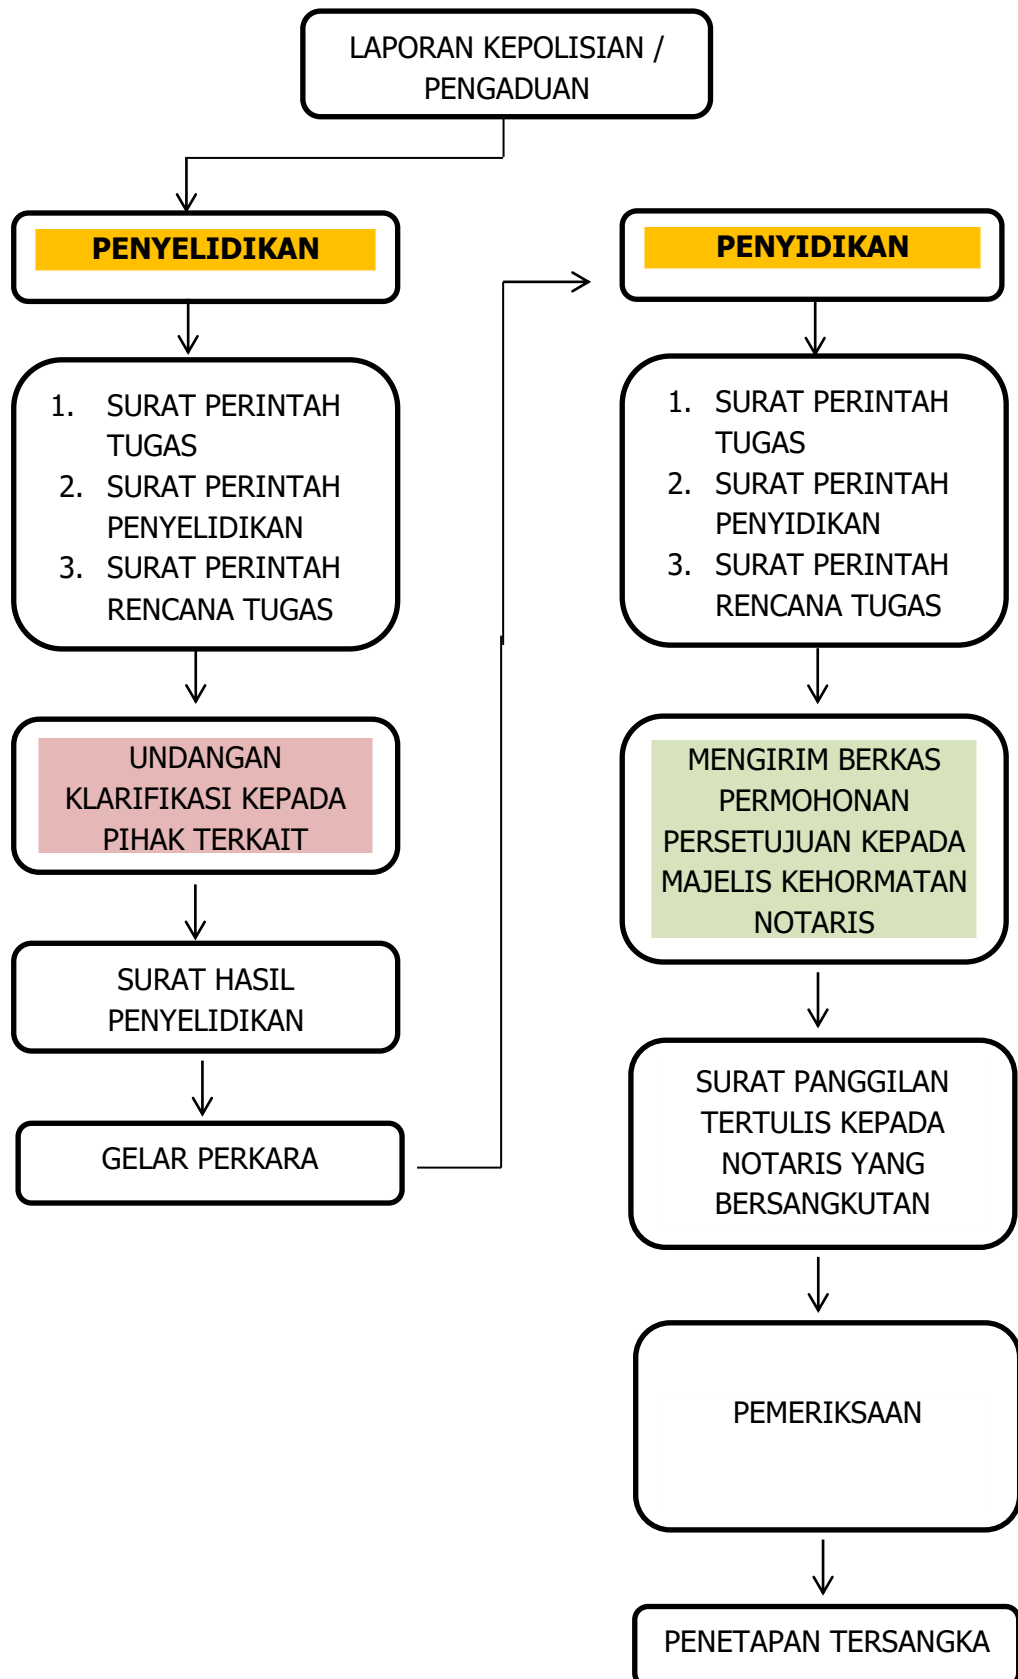 LAPORAN KEPOLISIAN /
PENGADUAN
PENYELIDIKAN
1. SURAT PERINTAH
TUGAS
2. SURAT PERINTAH
PENYELIDIKAN
3. SURAT PERINTAH
RENCANA TUGAS
UNDANGAN
KLARIFIKASI KEPADA
PIHAK TERKAIT
SURAT HASIL
PENYELIDIKAN
GELAR PERKARA
PENYIDIKAN
1. SURAT PERINTAH
TUGAS
2. SURAT PERINTAH
PENYIDIKAN
3. SURAT PERINTAH
RENCANA TUGAS
MENGIRIM BERKAS
PERMOHONAN
PERSETUJUAN KEPADA
MAJELIS KEHORMATAN
NOTARIS
SURAT PANGGILAN
TERTULIS KEPADA
NOTARIS YANG
BERSANGKUTAN
PEMERIKSAAN
PENETAPAN TERSANGKA